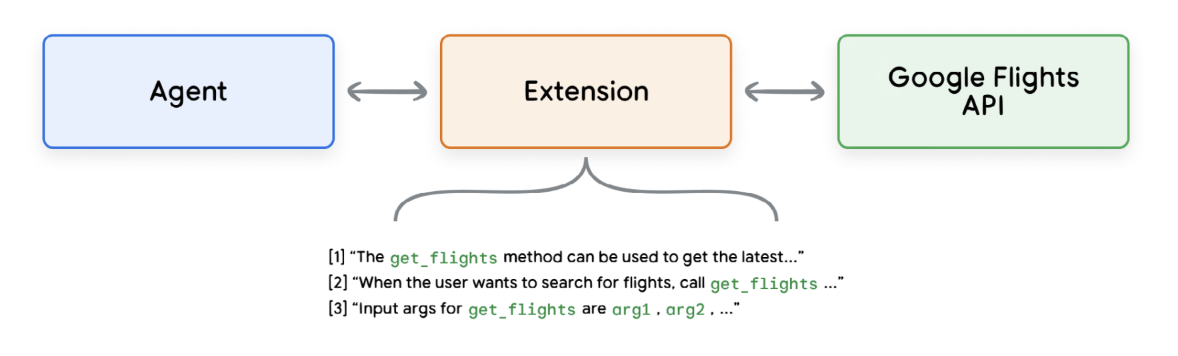 Agent
Extension
Google Flights
API
[1] “The get_flights method can be used to get the latest...”
[2] “When the user wants to search for flights, call get_flights ...”
[3] “Input args for get_flights are arg1 , arg2 , ...”